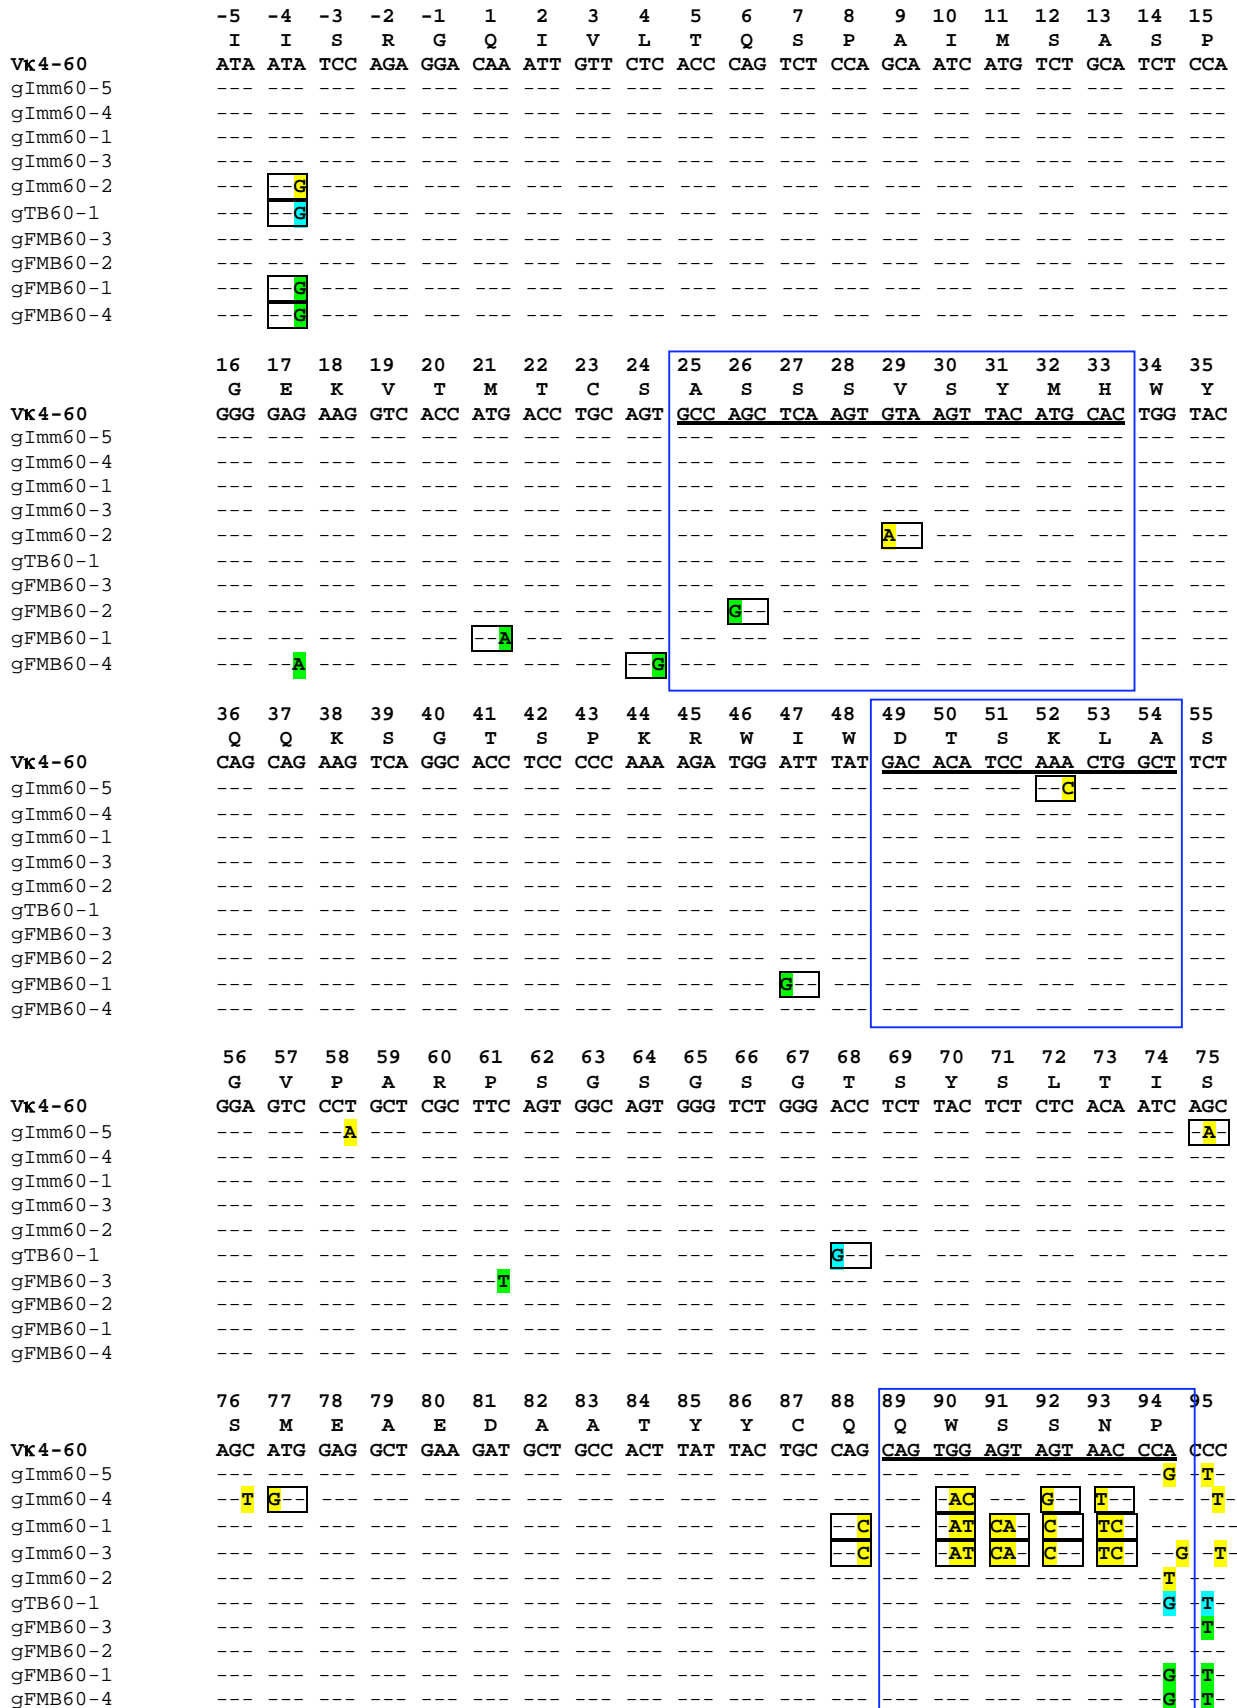 -5 -4 -3 -2 -1 1 2 3 4 5 6 7 8 9 10 11 12 13 14 15
I I S R G Q I V L T Q S P A I M S A S P
Vκ4-60 ATA ATA TCC AGA GGA CAA ATT GTT CTC ACC CAG TCT CCA GCA ATC ATG TCT GCA TCT CCA
gImm60-5 --- --- --- --- --- --- --- --- --- --- --- --- --- --- --- --- --- --- --- ---
gImm60-4 --- --- --- --- --- --- --- --- --- --- --- --- --- --- --- --- --- --- --- ---
gImm60-1 --- --- --- --- --- --- --- --- --- --- --- --- --- --- --- --- --- --- --- ---
gImm60-3 --- --- --- --- --- --- --- --- --- --- --- --- --- --- --- --- --- --- --- ---
gImm60-2 --- --G --- --- --- --- --- --- --- --- --- --- --- --- --- --- --- --- --- ---
gTB60-1 --- --G --- --- --- --- --- --- --- --- --- --- --- --- --- --- --- --- --- ---
gFMB60-3 --- --- --- --- --- --- --- --- --- --- --- --- --- --- --- --- --- --- --- ---
gFMB60-2 --- --- --- --- --- --- --- --- --- --- --- --- --- --- --- --- --- --- --- ---
gFMB60-1 --- --G --- --- --- --- --- --- --- --- --- --- --- --- --- --- --- --- --- ---
gFMB60-4 --- --G --- --- --- --- --- --- --- --- --- --- --- --- --- --- --- --- --- ---
16 17 18 19 20 21 22 23 24 25 26 27 28 29 30 31 32 33 34 35
G E K V T M T C S A S S S V S Y M H W Y
Vκ4-60 GGG GAG AAG GTC ACC ATG ACC TGC AGT GCC AGC TCA AGT GTA AGT TAC ATG CAC TGG TAC
gImm60-5 --- --- --- --- --- --- --- --- --- --- --- --- --- --- --- --- --- --- --- ---
gImm60-4 --- --- --- --- --- --- --- --- --- --- --- --- --- --- --- --- --- --- --- ---
gImm60-1 --- --- --- --- --- --- --- --- --- --- --- --- --- --- --- --- --- --- --- ---
gImm60-3 --- --- --- --- --- --- --- --- --- --- --- --- --- --- --- --- --- --- --- ---
gImm60-2 --- --- --- --- --- --- --- --- --- --- --- --- --- A-- --- --- --- --- --- ---
gTB60-1 --- --- --- --- --- --- --- --- --- --- --- --- --- --- --- --- --- --- --- ---
gFMB60-3 --- --- --- --- --- --- --- --- --- --- --- --- --- --- --- --- --- --- --- ---
gFMB60-2 --- --- --- --- --- --- --- --- --- --- G-- --- --- --- --- --- --- --- --- ---
gFMB60-1 --- --- --- --- --- --A --- --- --- --- --- --- --- --- --- --- --- --- --- ---
gFMB60-4 --- --A --- --- --- --- --- --- --G --- --- --- --- --- --- --- --- --- --- ---
36 37 38 39 40 41 42 43 44 45 46 47 48 49 50 51 52 53 54 55
Q Q K S G T S P K R W I W D T S K L A S
Vκ4-60 CAG CAG AAG TCA GGC ACC TCC CCC AAA AGA TGG ATT TAT GAC ACA TCC AAA CTG GCT TCT
gImm60-5 --- --- --- --- --- --- --- --- --- --- --- --- --- --- --- --- --C --- --- ---
gImm60-4 --- --- --- --- --- --- --- --- --- --- --- --- --- --- --- --- --- --- --- ---
gImm60-1 --- --- --- --- --- --- --- --- --- --- --- --- --- --- --- --- --- --- --- ---
gImm60-3 --- --- --- --- --- --- --- --- --- --- --- --- --- --- --- --- --- --- --- ---
gImm60-2 --- --- --- --- --- --- --- --- --- --- --- --- --- --- --- --- --- --- --- ---
gTB60-1 --- --- --- --- --- --- --- --- --- --- --- --- --- --- --- --- --- --- --- ---
gFMB60-3 --- --- --- --- --- --- --- --- --- --- --- --- --- --- --- --- --- --- --- ---
gFMB60-2 --- --- --- --- --- --- --- --- --- --- --- --- --- --- --- --- --- --- --- ---
gFMB60-1 --- --- --- --- --- --- --- --- --- --- --- G-- --- --- --- --- --- --- --- ---
gFMB60-4 --- --- --- --- --- --- --- --- --- --- --- --- --- --- --- --- --- --- --- ---
56 57 58 59 60 61 62 63 64 65 66 67 68 69 70 71 72 73 74 75
G V P A R P S G S G S G T S Y S L T I S
Vκ4-60 GGA GTC CCT GCT CGC TTC AGT GGC AGT GGG TCT GGG ACC TCT TAC TCT CTC ACA ATC AGC
gImm60-5 --- --- --A --- --- --- --- --- --- --- --- --- --- --- --- --- --- --- --- -A-
gImm60-4 --- --- --- --- --- --- --- --- --- --- --- --- --- --- --- --- --- --- --- ---
gImm60-1 --- --- --- --- --- --- --- --- --- --- --- --- --- --- --- --- --- --- --- ---
gImm60-3 --- --- --- --- --- --- --- --- --- --- --- --- --- --- --- --- --- --- --- ---
gImm60-2 --- --- --- --- --- --- --- --- --- --- --- --- --- --- --- --- --- --- --- ---
gTB60-1 --- --- --- --- --- --- --- --- --- --- --- --- G-- --- --- --- --- --- --- ---
gFMB60-3 --- --- --- --- --- --T --- --- --- --- --- --- --- --- --- --- --- --- --- ---
gFMB60-2 --- --- --- --- --- --- --- --- --- --- --- --- --- --- --- --- --- --- --- ---
gFMB60-1 --- --- --- --- --- --- --- --- --- --- --- --- --- --- --- --- --- --- --- ---
gFMB60-4 --- --- --- --- --- --- --- --- --- --- --- --- --- --- --- --- --- --- --- ---
76 77 78 79 80 81 82 83 84 85 86 87 88 89 90 91 92 93 94 95
S M E A E D A A T Y Y C Q Q W S S N P
Vκ4-60 AGC ATG GAG GCT GAA GAT GCT GCC ACT TAT TAC TGC CAG CAG TGG AGT AGT AAC CCA CCC
gImm60-5 --- --- --- --- --- --- --- --- --- --- --- --- --- --- --- --- --- --- --G -T-
gImm60-4 --T G-- --- --- --- --- --- --- --- --- --- --- --- --- -AC --- G-- T-- --- -T
gImm60-1 --- --- --- --- --- --- --- --- --- --- --- --- --C --- -AT CA- C-- TC- --- ---
gImm60-3 --- --- --- --- --- --- --- --- --- --- --- --- --C --- -AT CA- C-- TC- --G -T-
gImm60-2 --- --- --- --- --- --- --- --- --- --- --- --- --- --- --- --- --- --- --T ---
gTB60-1 --- --- --- --- --- --- --- --- --- --- --- --- --- --- --- --- --- --- --G -T-
gFMB60-3 --- --- --- --- --- --- --- --- --- --- --- --- --- --- --- --- --- --- --- -T-
gFMB60-2 --- --- --- --- --- --- --- --- --- --- --- --- --- --- --- --- --- --- --- ---
gFMB60-1 --- --- --- --- --- --- --- --- --- --- --- --- --- --- --- --- --- --- --G -T-
gFMB60-4 --- --- --- --- --- --- --- --- --- --- --- --- --- --- --- --- --- --- --G -T-